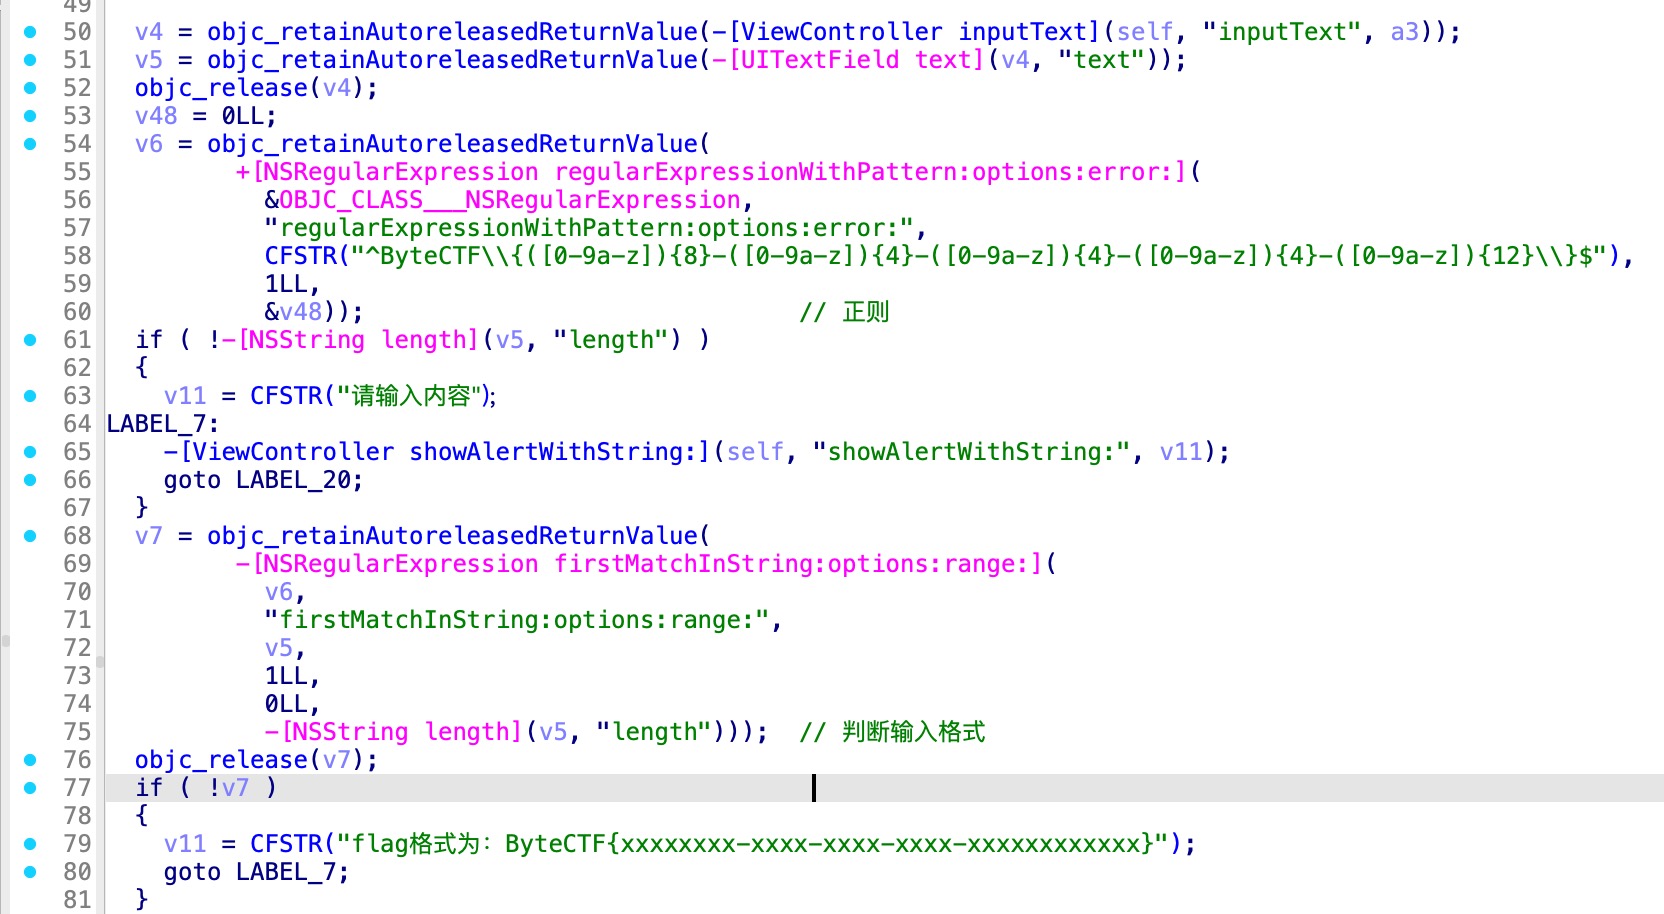 49
50 v4 = objc_retainAutoreleasedReturnValue(-[ViewController inputText](self, "inputText", a3));
51 v5 = objc_retainAutoreleasedReturnValue(-[UITextField text](v4, "text"));
52 objc_release(v4);
53 v48 = 0LL;
54 v6 = objc_retainAutoreleasedReturnValue(
55 +[NSRegularExpression regularExpressionWithPattern:options:error:](
56 &OBJC_CLASS___NSRegularExpression,
57 "regularExpressionWithPattern:options:error:",
58 CFSTR("^ByteCTF\\{([0-9a-z]){8}-([0-9a-z]){4}-([0-9a-z]){4}-([0-9a-z]){4}-([0-9a-z]){12}\\}$"),
59 1LL,
60 &v48)); // 正则
61 if ( !-[NSString length](v5, "length") )
62 {
63 v11 = CFSTR("请输入内容");
64 LABEL_7:
65 -[ViewController showAlertWithString:](self, "showAlertWithString:", v11);
66 goto LABEL_20;
67 }
68 v7 = objc_retainAutoreleasedReturnValue(
69 -[NSRegularExpression firstMatchInString:options:range:](
70 v6,
71 "firstMatchInString:options:range:",
72 v5,
73 1LL,
74 0LL,
75 -[NSString length](v5, "length"))); // 判断输入格式
76 objc_release(v7);
77 if ( !v7 )
78 {
79 v11 = CFSTR("flag格式为：ByteCTF{xxxxxxxx-xxxx-xxxx-xxxx-xxxxxxxxxxxx}");
80 goto LABEL_7;
81 }